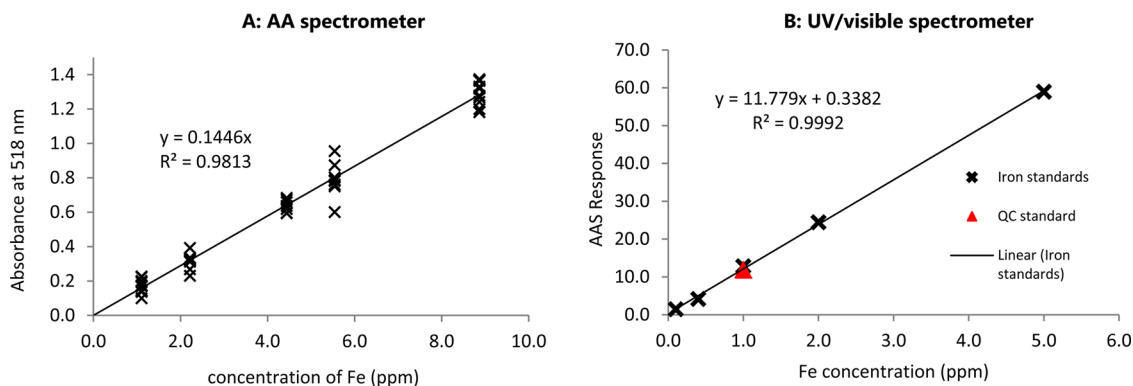 A: AA spectrometer
Absorbance at 518 nm
1.4
1.2
1.0
0.8
0.6
0.4
0.2
0.0
y = 0.1446x
R² = 0.9813
0.0 2.0 4.0 6.0 8.0 10.0
concentration of Fe (ppm)
B: UV/visible spectrometer
AAS Response
70.0
60.0
50.0
40.0
30.0
20.0
10.0
0.0
y = 11.779x + 0.3382
R² = 0.9992
Iron standards
QC standard
Linear (Iron
standards)
0.0 1.0 2.0 3.0 4.0 5.0 6.0
Fe concentration (ppm)